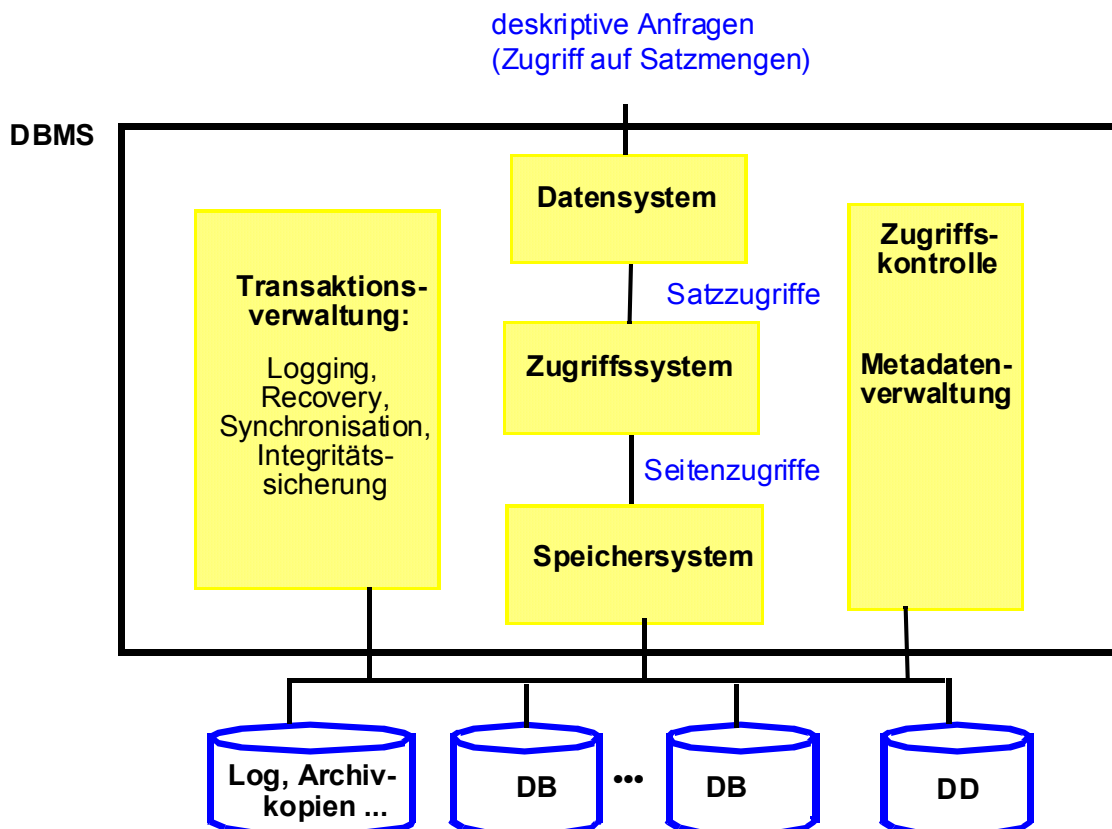 deskriptive Anfragen
(Zugriff auf Satzmengen)
DBMS
Datensystem
Transaktions-
verwaltung:
Logging,
Recovery,
Synchronisation,
Integritäts-
sicherung
Satzzugriffe
Zugriffssystem
Seitenzugriffe
Speichersystem
Zugriffs-
kontrolle
Metadaten-
verwaltung
Log, Archiv-
kopien ...
DB
...
DB
DD